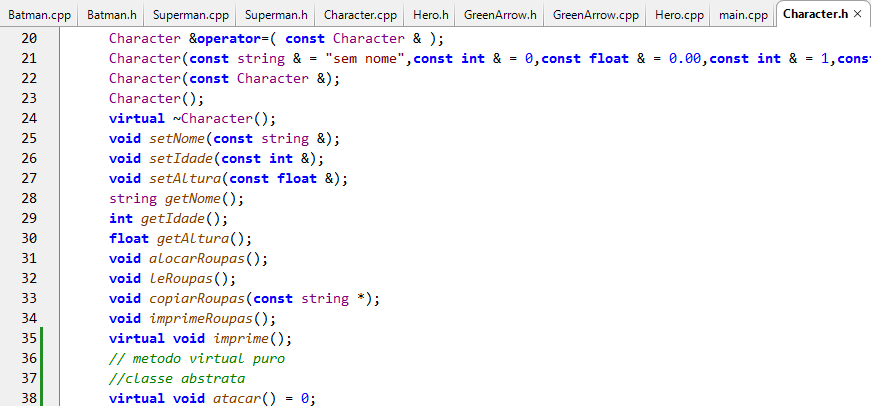 Batman.cpp Batman.h Superman.cpp Superman.h Character.cpp Hero.h GreenArrow.h GreenArrow.cpp Hero.cpp main.cpp Character.h ×
20 Character &operator=( const Character & );
21 Character(const string & = "sem nome",const int & = 0,const float & = 0.00,const int & = 1,cons
22 Character(const Character &);
23 Character();
24 virtual ~Character();
25 void setNome(const string &);
26 void setIdade(const int &);
27 void setAltura(const float &);
28 string getNome();
29 int getIdade();
30 float getAltura();
31 void alocarRoupas();
32 void leRoupas();
33 void copiarRoupas(const string *);
34 void imprimeRoupas();
35 virtual void imprime();
36 // metodo virtual puro
37 //classe abstrata
38 virtual void atacar() = 0;